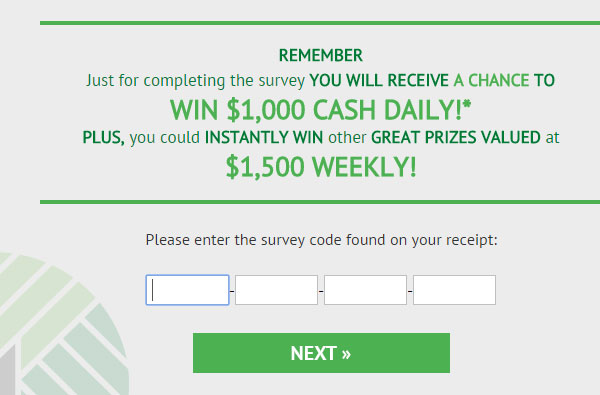 REMEMBER
Just for completing the survey YOU WILL RECEIVE A CHANCE TO
WIN $1,000 CASH DAILY!*
PLUS, you could INSTANTLY WIN other GREAT PRIZES VALUED at
$1,500 WEEKLY!
Please enter the survey code found on your receipt:
- - -
NEXT »